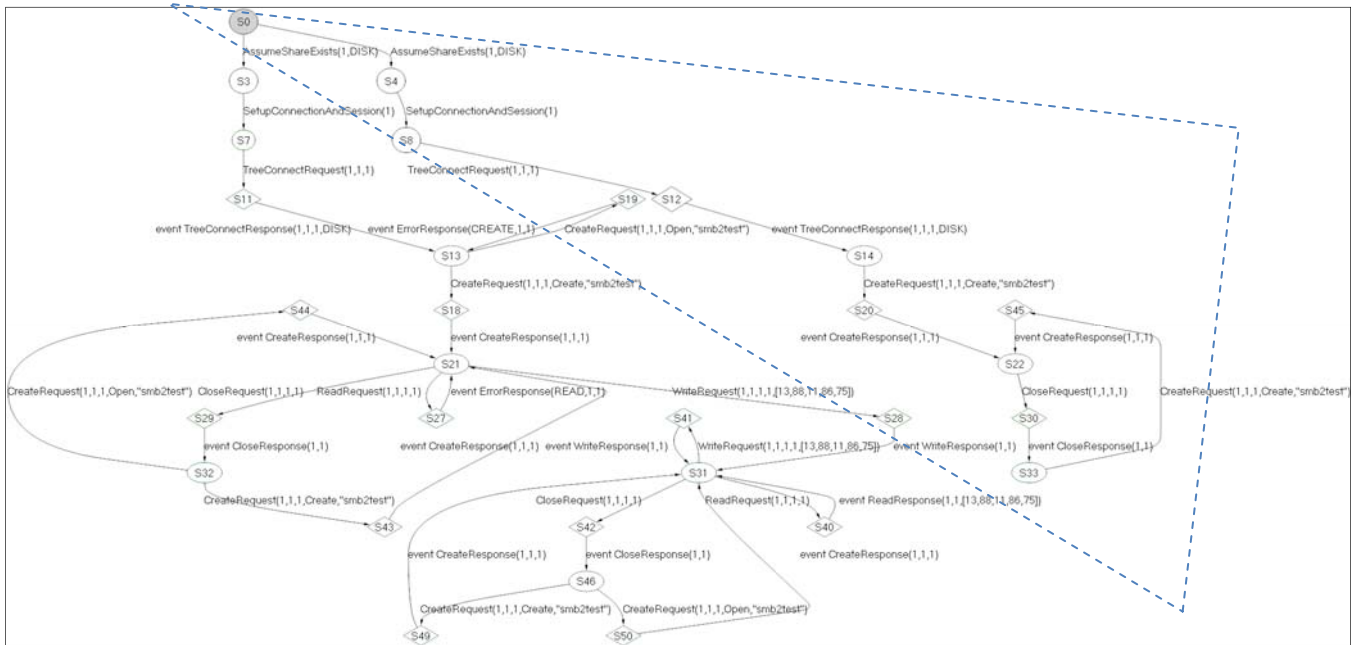 S0
AssumeShareExists(1,DISK) AssumeShareExists(1,DISK)
S3 S4
SetupConnectionAndSession(1) SetupConnectionAndSession(1)
S7 S8
TreeConnectRequest(1,1,1) TreeConnectRequest(1,1,1)
S11 S19 S12
event TreeConnectResponse(1,1,1,DISK) event ErrorResponse(CREATE,1,1) CreateRequest(1,1,1,Open,"smb2test") event TreeConnectResponse(1,1,1,DISK)
S13 S14
CreateRequest(1,1,1,Create,"smb2test") CreateRequest(1,1,1,Create,"smb2test")
S44 S18 S20 S45
event CreateResponse(1,1,1) event CreateResponse(1,1,1) event CreateResponse(1,1,1) event CreateResponse(1,1,1)
S21 S22
CreateRequest(1,1,1,Open,"smb2test") CloseRequest(1,1,1,1) ReadRequest(1,1,1,1) event ErrorResponse(READ,1,1) WriteRequest(1,1,1,1,[13,88,11,86,75]) CloseRequest(1,1,1,1) CreateRequest(1,1,1,Create,"smb2test")
S29 S27 S41 S28 S30
event CloseResponse(1,1) event CreateResponse(1,1,1) event WriteResponse(1,1) WriteRequest(1,1,1,1,[13,88,11,86,75]) event WriteResponse(1,1) event CloseResponse(1,1)
S32 S31 S33
CreateRequest(1,1,1,Create,"smb2test") CloseRequest(1,1,1,1) ReadRequest(1,1,1,1) event ReadResponse(1,1,[13,88,11,86,75])
S43 S42 S40
event CreateResponse(1,1,1) event CloseResponse(1,1) event CreateResponse(1,1,1)
S46
CreateRequest(1,1,1,Create,"smb2test") CreateRequest(1,1,1,Open,"smb2test")
S49 S50